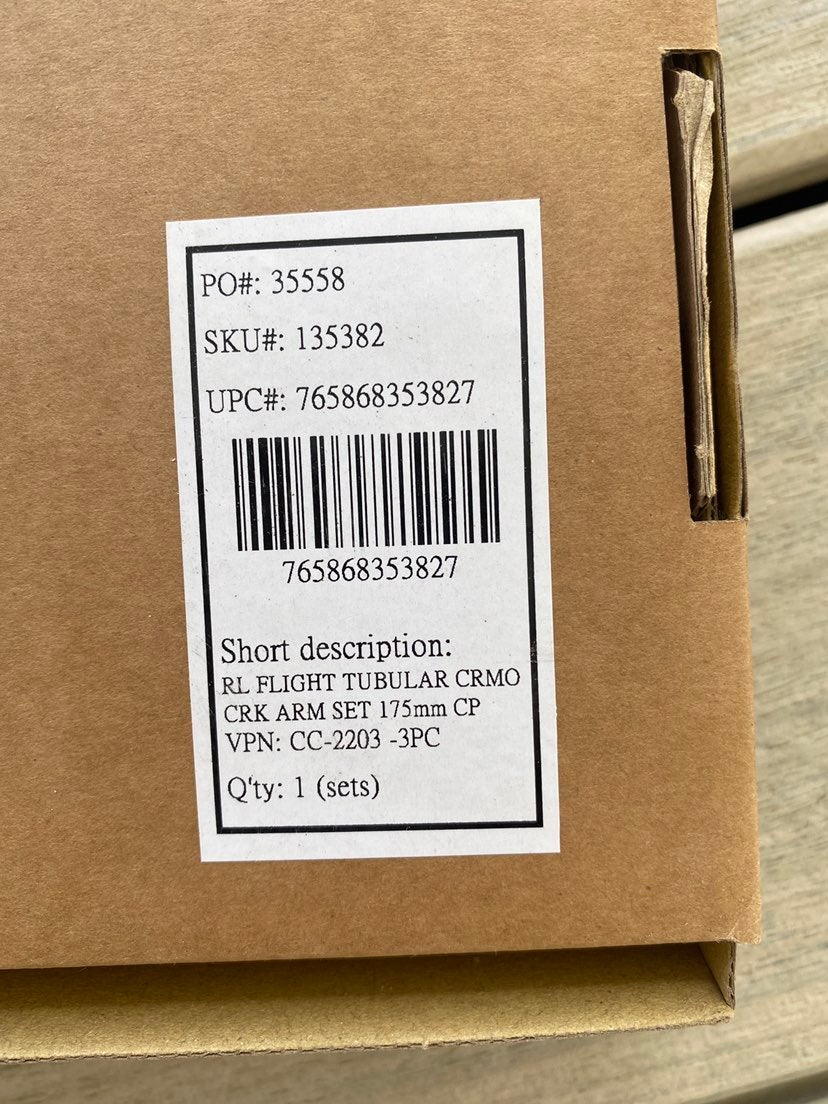 PO#: 35558
SKU#: 135382
UPC#: 765868353827
765868353827
Short description:
RL FLIGHT TUBULAR CRMO
CRK ARM SET 175mm CP
VPN: CC-2203 -3PC
Q'ty: 1 (sets)